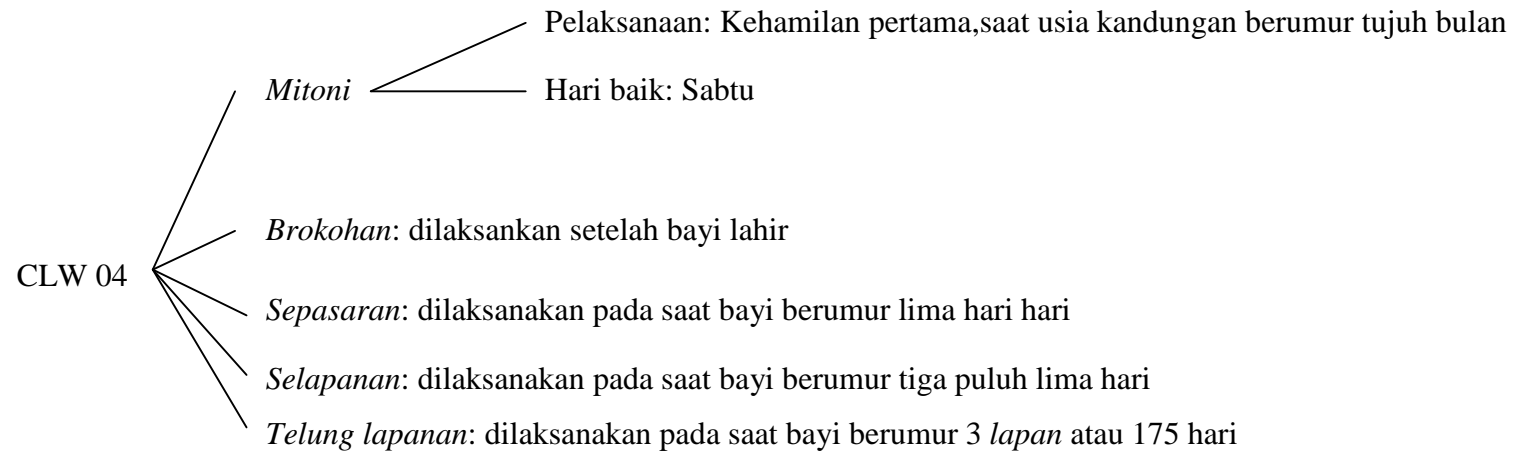 Pelaksanaan: Kehamilan pertama,saat usia kandungan berumur tujuh bulan
Mitoni
Hari baik: Sabtu
Brokohan: dilaksankan setelah bayi lahir
CLW 04
Sepasaran: dilaksanakan pada saat bayi berumur lima hari hari
Selapanan: dilaksanakan pada saat bayi berumur tiga puluh lima hari
Telung lapanan: dilaksanakan pada saat bayi berumur 3 lapan atau 175 hari